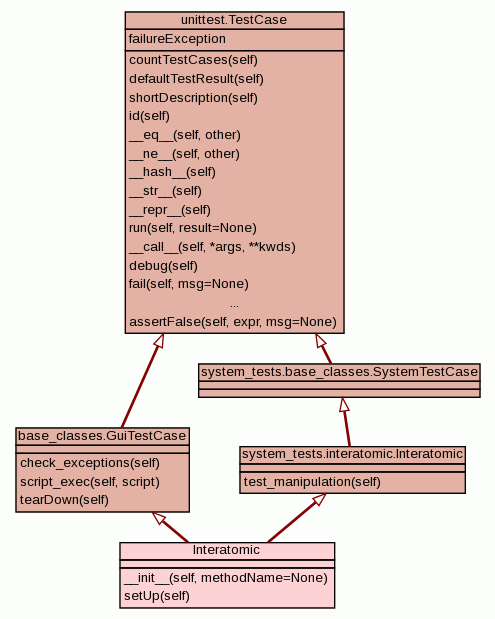 unittest.TestCase
failureException
countTestCases(self)
defaultTestResult(self)
shortDescription(self)
id(self)
__eq__(self, other)
__ne__(self, other)
__hash__(self)
__str__(self)
__repr__(self)
run(self, result=None)
__call__(self, *args, **kwds)
debug(self)
fail(self, msg=None)
...
assertFalse(self, expr, msg=None)
system_tests.base_classes.SystemTestCase
base_classes.GuiTestCase
check_exceptions(self)
script_exec(self, script)
tearDown(self)
system_tests.interatomic.Interatomic
test_manipulation(self)
Interatomic
__init__(self, methodName=None)
setUp(self)